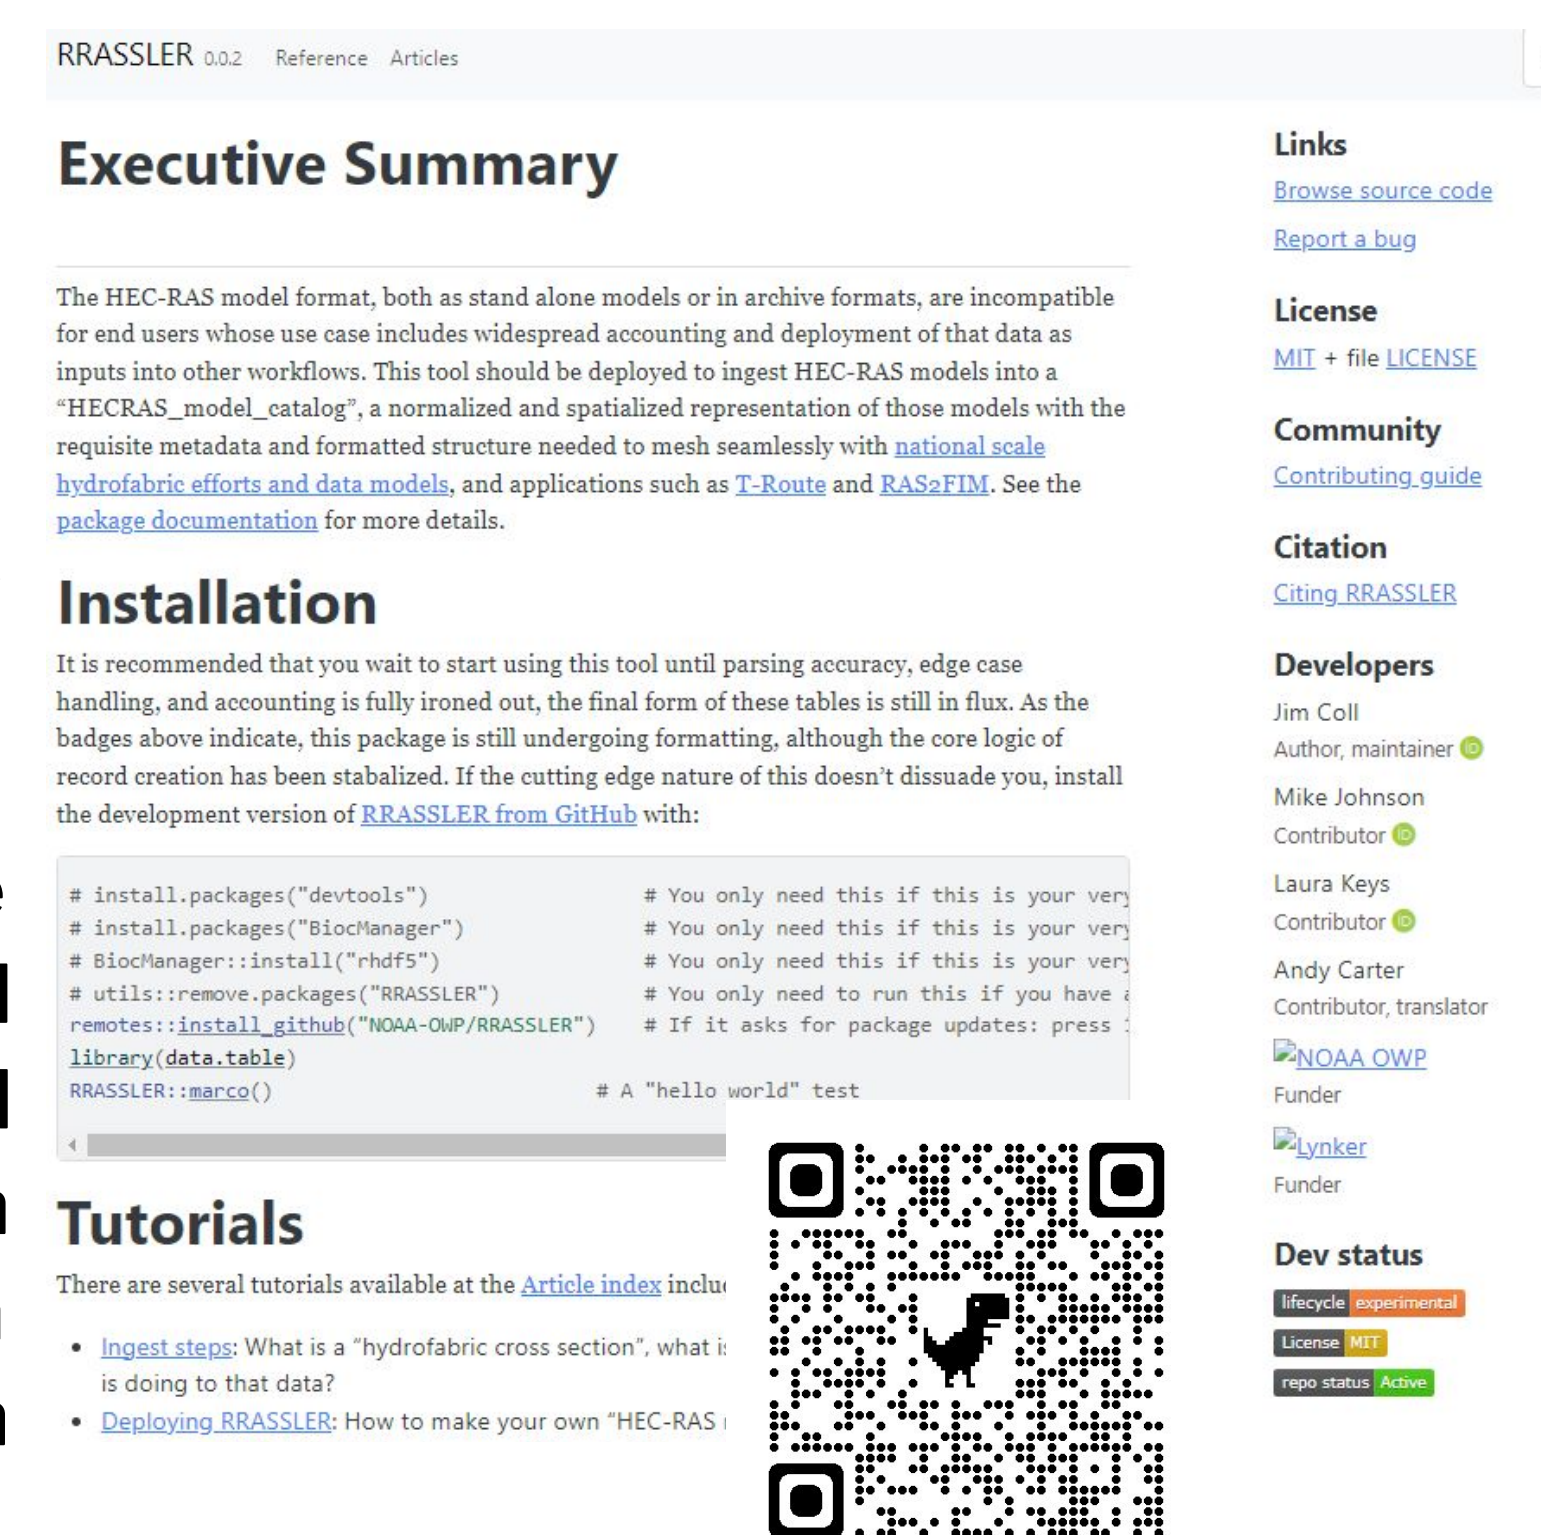 RRASSLER 0.0.2 Reference Articles
Executive Summary
The HEC-RAS model format, both as stand alone models or in archive formats, are incompatible
for end users whose use case includes widespread accounting and deployment of that data as
inputs into other workflows. This tool should be deployed to ingest HEC-RAS models into a
“HECRAS_model_catalog”, a normalized and spatialized representation of those models with the
requisite metadata and formatted structure needed to mesh seamlessly with national scale
hydrofabric efforts and data models, and applications such as T-Route and RAS2FIM. See the
package documentation for more details.
Installation
It is recommended that you wait to start using this tool until parsing accuracy, edge case
handling, and accounting is fully ironed out, the final form of these tables is still in flux. As the
badges above indicate, this package is still undergoing formatting, although the core logic of
record creation has been stabalized. If the cutting edge nature of this doesn’t dissuade you, install
the development version of RRASSLER from GitHub with:
# install.packages("devtools") # You only need this if this is your very
# install.packages("BiocManager") # You only need this if this is your very
# BiocManager::install("rhdf5") # You only need this if this is your very
# utils::remove.packages("RRASSLER") # You only need to run this if you have
remotes::install_github("NOAA-OWP/RRASSLER") # If it asks for package updates: press
library(data.table)
RRASSLER::marco() # A "hello world" test
Tutorials
There are several tutorials available at the Article index
• Ingest steps: What is a “hydrofabric cross section”, what
is doing to that data?
• Deploying RRASSLER: How to make your own “HEC-RAS
Links
Browse source code
Report a bug
License
MIT + file LICENSE
Community
Contributing guide
Citation
Citing RRASSLER
Developers
Jim Coll
Author, maintainer
Mike Johnson
Contributor
Laura Keys
Contributor
Andy Carter
Contributor, translator
NOAA OWP
Funder
Lynker
Funder
Dev status
lifecycle experimental
License MIT
repo status Active